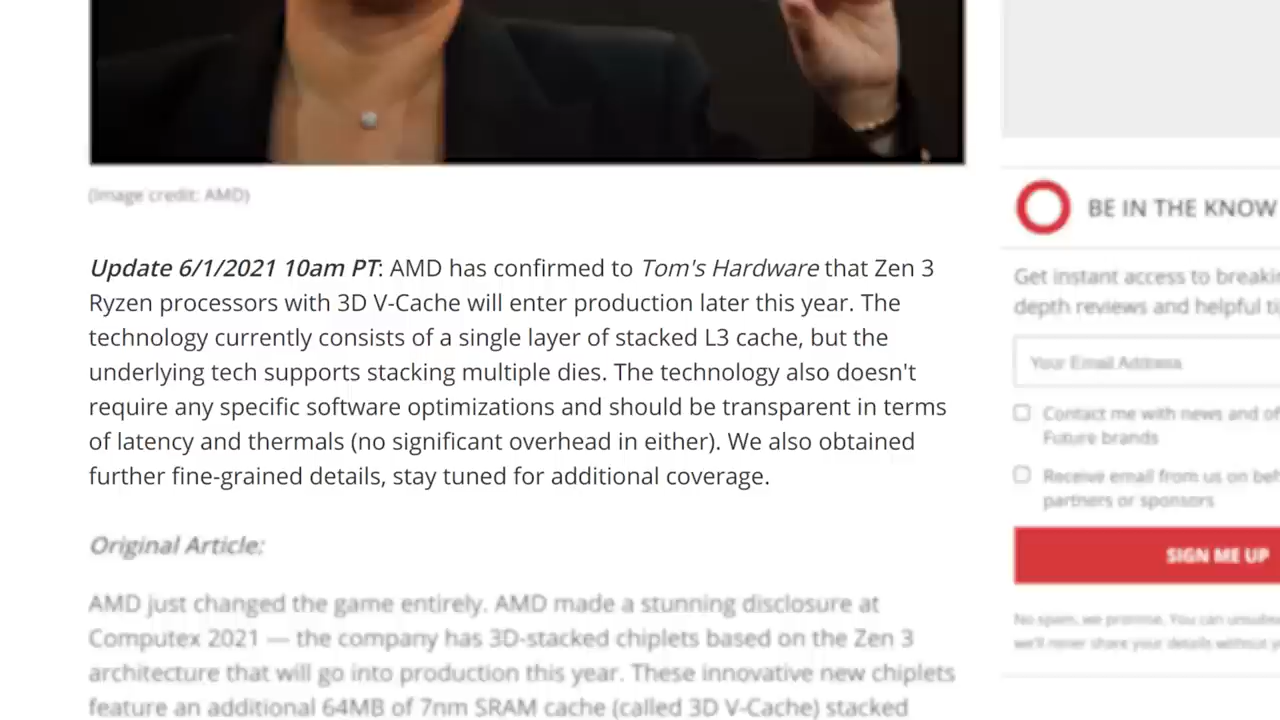 (Image credit: AMD)
Update 6/1/2021 10am PT: AMD has confirmed to Tom's Hardware that Zen 3
Ryzen processors with 3D V-Cache will enter production later this year. The
technology currently consists of a single layer of stacked L3 cache, but the
underlying tech supports stacking multiple dies. The technology also doesn't
require any specific software optimizations and should be transparent in terms
of latency and thermals (no significant overhead in either). We also obtained
further fine-grained details, stay tuned for additional coverage.
Original Article:
AMD just changed the game entirely. AMD made a stunning disclosure at
Computex 2021 — the company has 3D-stacked chiplets based on the Zen 3
architecture that will go into production this year. These innovative new chiplets
feature an additional 64MB of 7nm SRAM cache (called 3D V-Cache) stacked
BE IN THE KNOW
Get instant access to breaki
depth reviews and helpful ti
Your Email Address
Contact me with news and of
Future brands
Receive email from us on beh
partners or sponsors
SIGN ME UP
No spam, we promise. You can unsubs
we'll never share your details without y